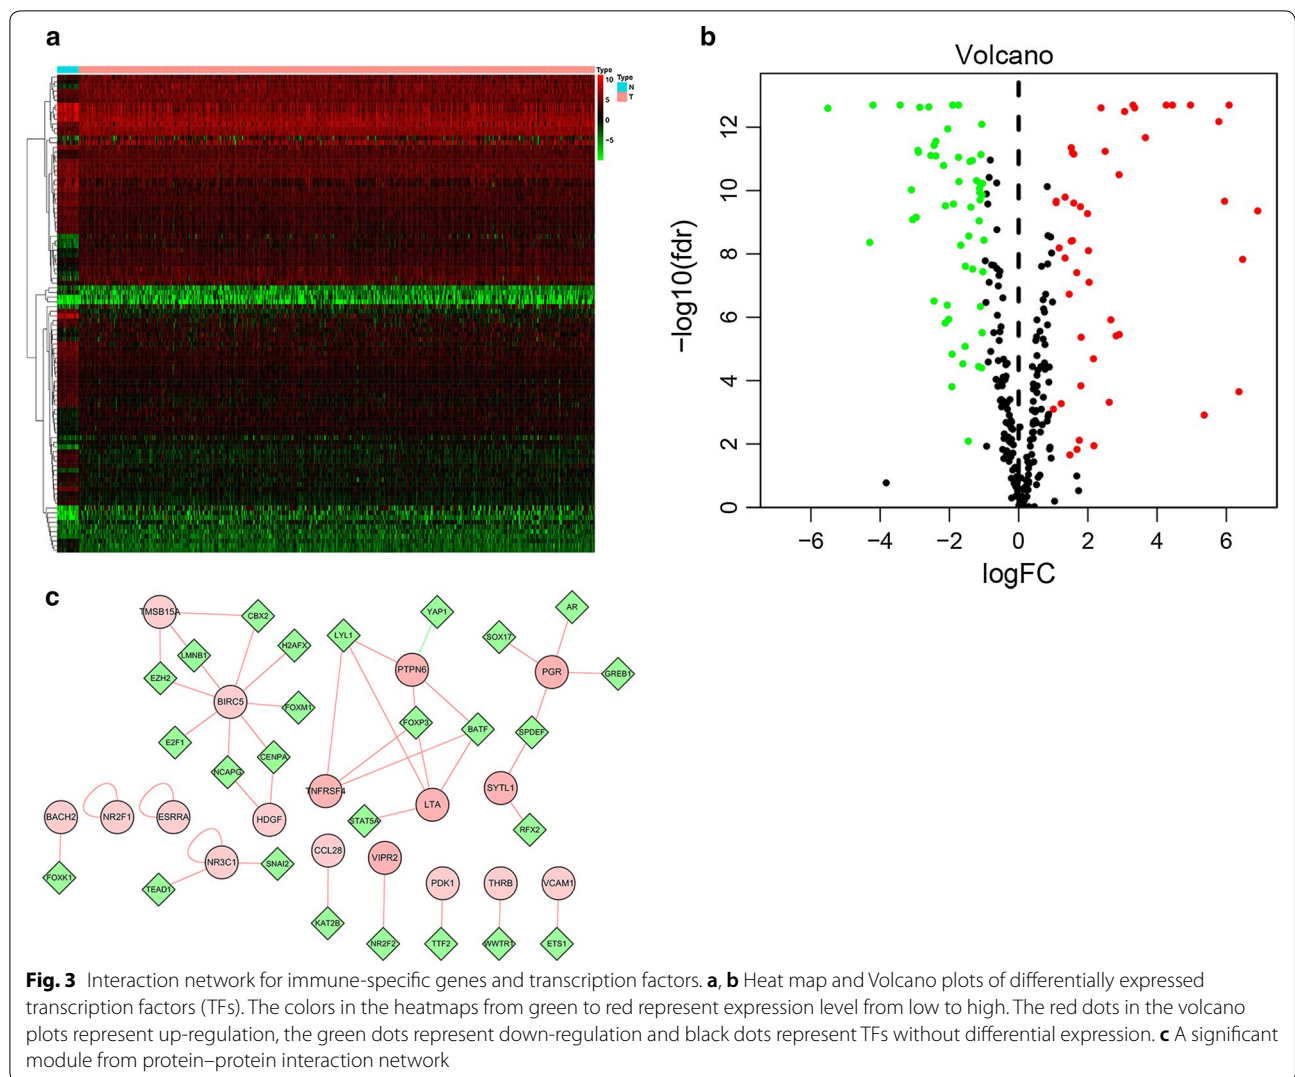 a
Type
10
5
0
−5
Type
N
T
b
Volcano
12
10
8
6
4
2
0
−log10(fdr)
−6 −4 −2 0 2 4 6
logFC
c
TMSB15A
CBX2
LMNB1
H2AFX
EZH2
BIRC5
FOXM1
E2F1
NCAPG
CENPA
HDGF
LYL1
YAP1
PTPN6
FOXP3
BATF
TNFRSF4
LTA
STAT5A
AR
SOX17
PGR
GREB1
SPDEF
SYTL1
RFX2
BACH2
NR2F1
ESRRA
FOXK1
NR3C1
SNAI2
TEAD1
CCL28
KAT2B
VIPR2
NR2F2
PDK1
TTF2
THRB
WWTR1
VCAM1
ETS1
Fig. 3 Interaction network for immune-specific genes and transcription factors. a, b Heat map and Volcano plots of differentially expressed
transcription factors (TFs). The colors in the heatmaps from green to red represent expression level from low to high. The red dots in the volcano
plots represent up-regulation, the green dots represent down-regulation and black dots represent TFs without differential expression. c A significant
module from protein–protein interaction network